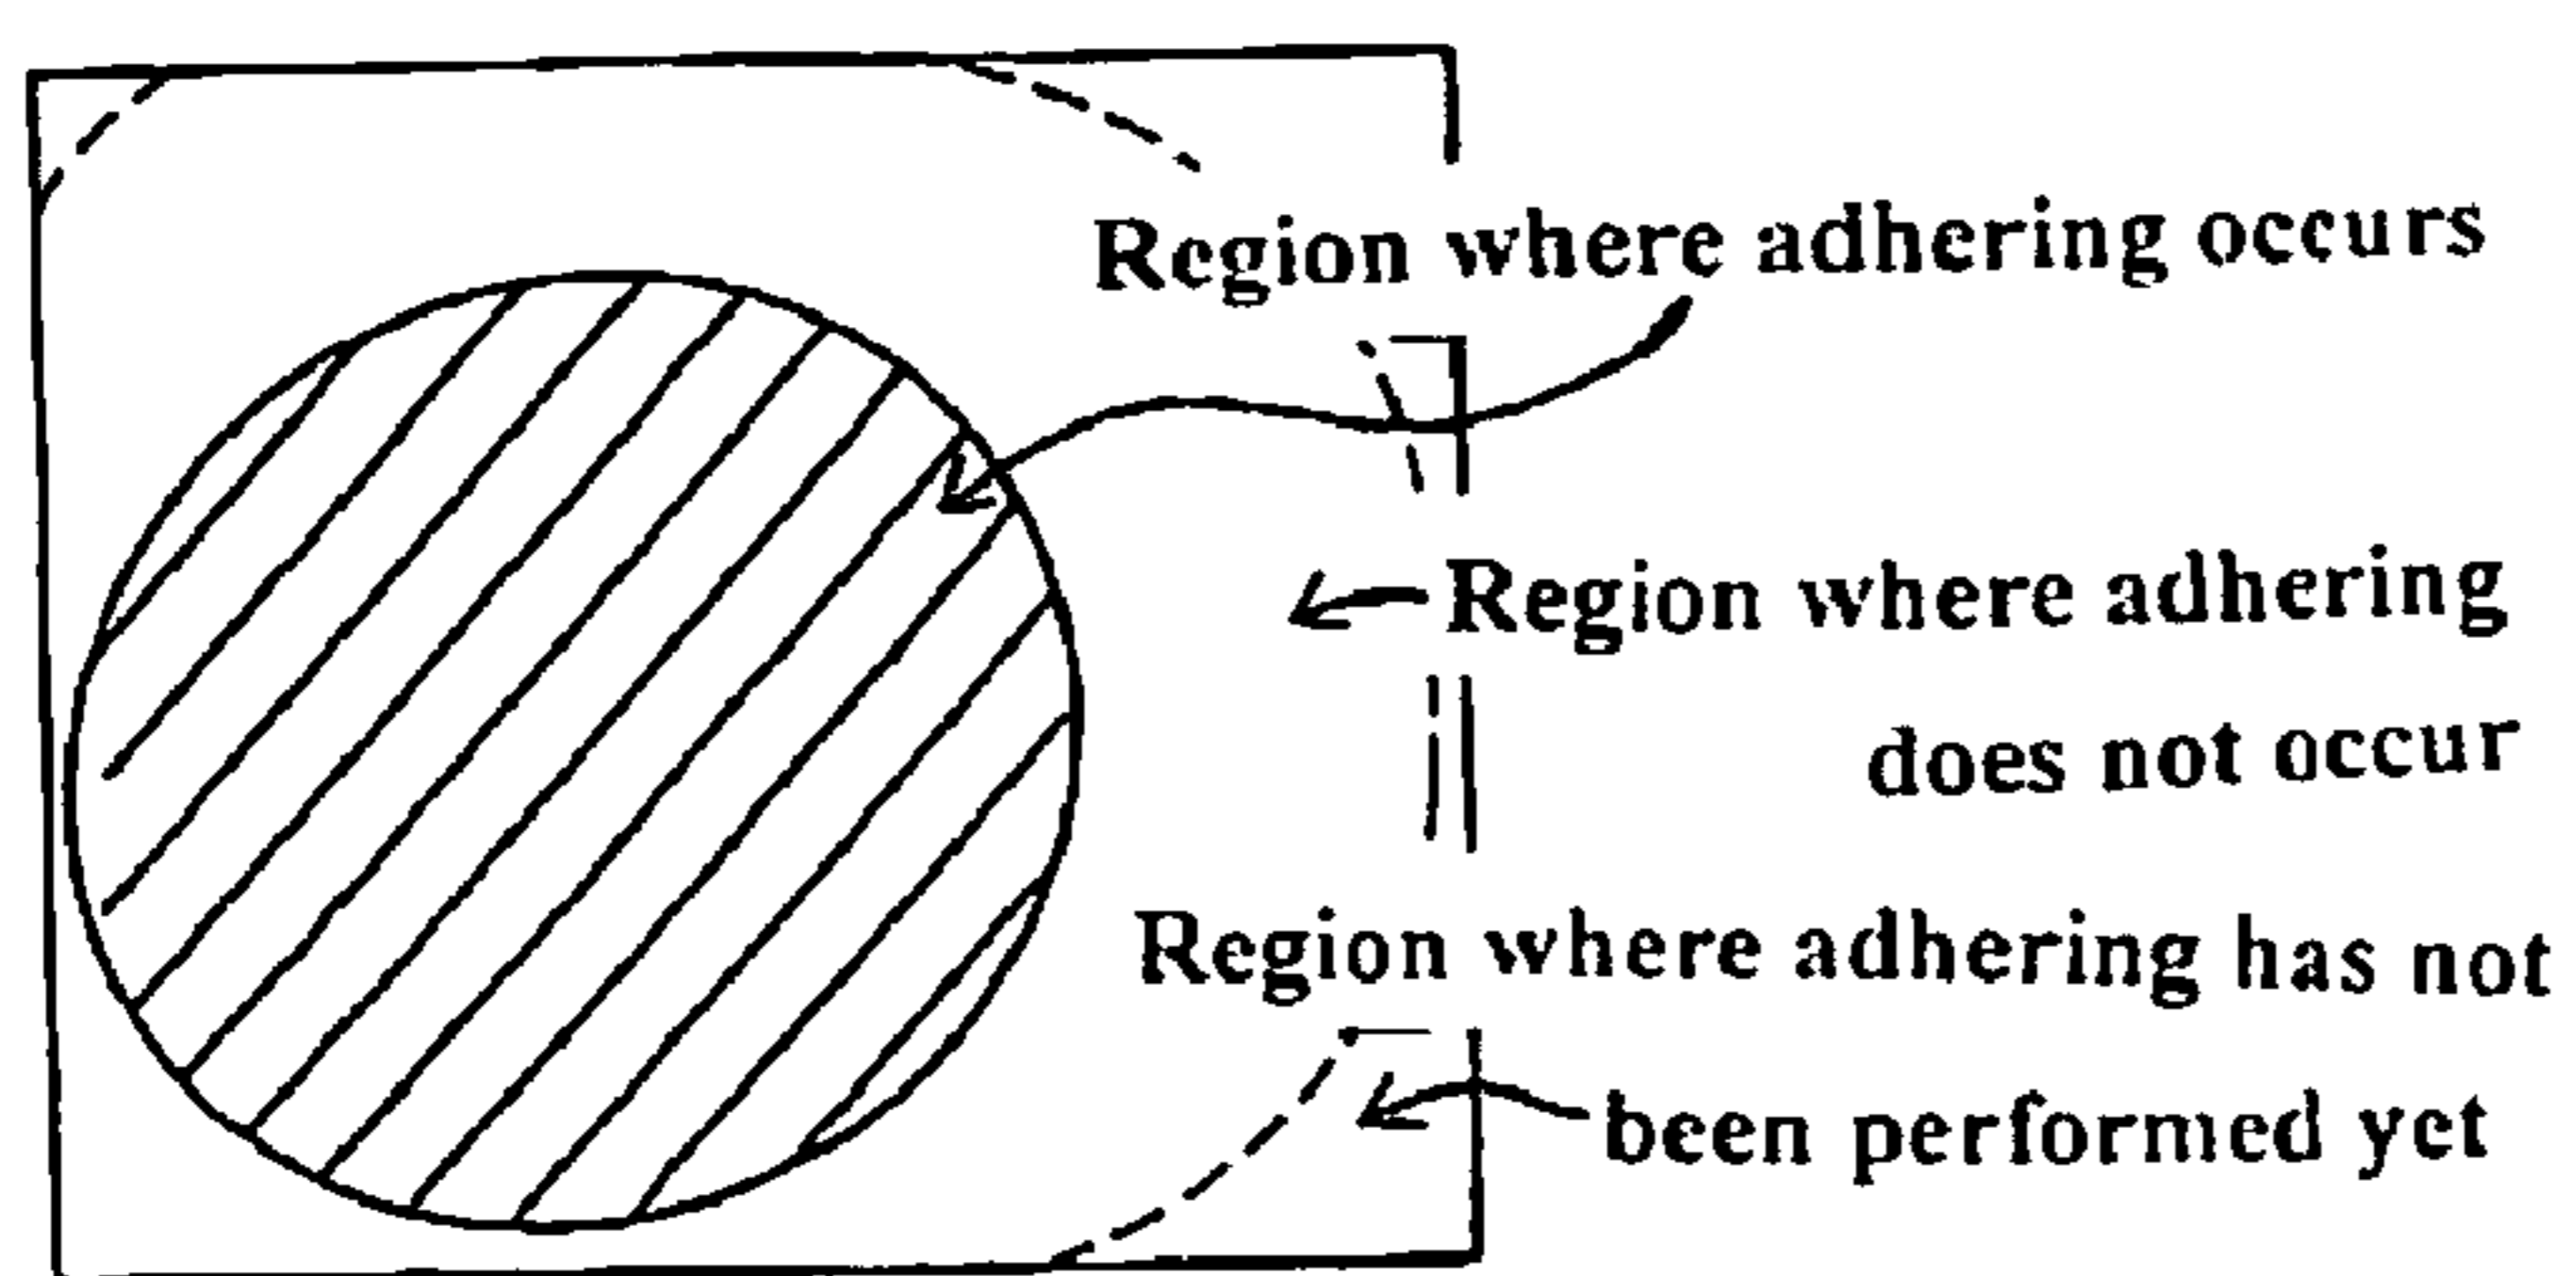 Region where adhering occurs
Region where adhering
does not occur
Region where adhering has not
been performed yet